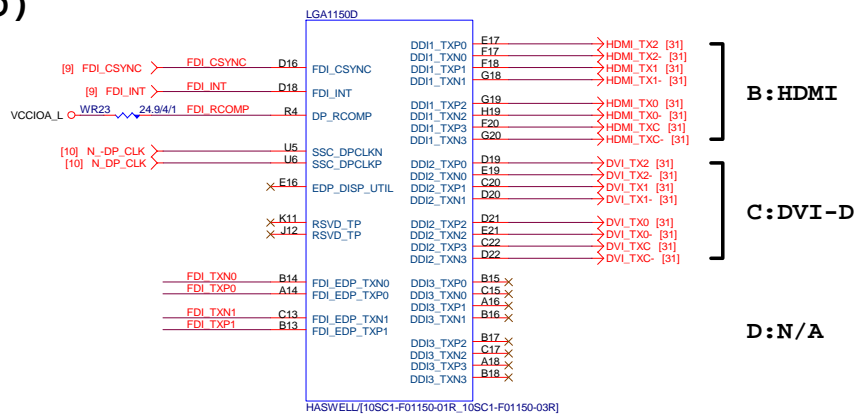 D)
LGA1150D
[9] FDI_CSYNC FDI_CSYNC D16 FDI_CSYNC
[9] FDI_INT FDI_INT D18 FDI_INT
VCCIOA_L WR23 24.9/4/1 FDI_RCOMP R4 DP_RCOMP
[10] N_-DP_CLK U5 SSC_DPCLKN
[10] N_DP_CLK U6 SSC_DPCLKP
E16 EDP_DISP_UTIL
K11 RSVD_TP
J12 RSVD_TP
FDI_TXN0 B14 FDI_EDP_TXN0
FDI_TXP0 A14 FDI_EDP_TXP0
FDI_TXN1 C13 FDI_EDP_TXN1
FDI_TXP1 B13 FDI_EDP_TXP1
DDI1_TXP0 E17 HDMI_TX2 [31]
DDI1_TXN0 F17 HDMI_TX2- [31]
DDI1_TXP1 F18 HDMI_TX1 [31]
DDI1_TXN1 G18 HDMI_TX1- [31]
DDI1_TXP2 G19 HDMI_TX0 [31]
DDI1_TXN2 H19 HDMI_TX0- [31]
DDI1_TXP3 F20 HDMI_TXC [31]
DDI1_TXN3 G20 HDMI_TXC- [31]
B:HDMI
DDI2_TXP0 D19 DVI_TX2 [31]
DDI2_TXN0 E19 DVI_TX2- [31]
DDI2_TXP1 C20 DVI_TX1 [31]
DDI2_TXN1 D20 DVI_TX1- [31]
DDI2_TXP2 D21 DVI_TX0 [31]
DDI2_TXN2 E21 DVI_TX0- [31]
DDI2_TXP3 C22 DVI_TXC [31]
DDI2_TXN3 D22 DVI_TXC- [31]
C:DVI-D
DDI3_TXP0 B15
DDI3_TXN0 C15
DDI3_TXP1 A16
DDI3_TXN1 B16
DDI3_TXP2 B17
DDI3_TXN2 C17
DDI3_TXP3 A18
DDI3_TXN3 B18
D:N/A
HASWELL/[10SC1-F01150-01R_10SC1-F01150-03R]